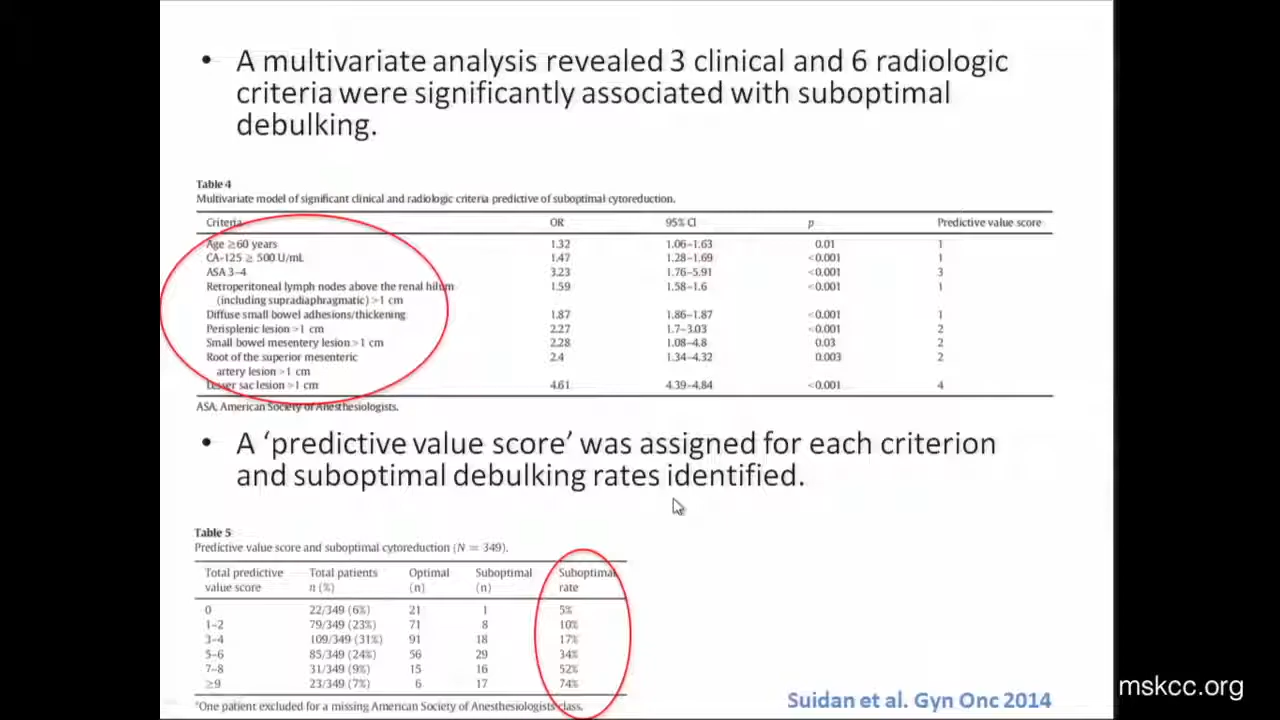 • A multivariate analysis revealed 3 clinical and 6 radiologic
criteria were significantly associated with suboptimal
debulking.
Table 4
Multivariate model of significant clinical and radiologic criteria predictive of suboptimal cytoreduction.
Criteria OR 95% CI p Predictive value score
Age ≥60 years 1.32 1.06–1.63 0.01 1
CA-125 ≥ 500 U/mL 1.47 1.28–1.69 <0.001 1
ASA 3–4 3.23 1.76–5.91 <0.001 3
Retroperitoneal lymph nodes above the renal hilum 1.59 1.58–1.6 <0.001 1
(including supradiaphragmatic) >1 cm
Diffuse small bowel adhesions/thickening 1.87 1.86–1.87 <0.001 1
Perisplenic lesion >1 cm 2.27 1.7–3.03 <0.001 2
Small bowel mesentery lesion >1 cm 2.28 1.08–4.8 0.03 2
Root of the superior mesenteric 2.4 1.34–4.32 0.003 2
artery lesion >1 cm
Lesser sac lesion >1 cm 4.61 4.39–4.84 <0.001 4
ASA, American Society of Anesthesiologists.
• A ‘predictive value score’ was assigned for each criterion
and suboptimal debulking rates identified.
Table 5
Predictive value score and suboptimal cytoreduction (N = 349).
Total predictive Total patients Optimal Suboptimal Suboptimal
value score n (%) (n) (n) rate
0 22/349 (6%) 21 1 5%
1–2 79/349 (23%) 71 8 10%
3–4 109/349 (31%) 91 18 17%
5–6 85/349 (24%) 56 29 34%
7–8 31/349 (9%) 15 16 52%
≥9 23/349 (7%) 6 17 74%
*One patient excluded for a missing American Society of Anesthesiologists class.
Suidan et al. Gyn Onc 2014
mskcc.org